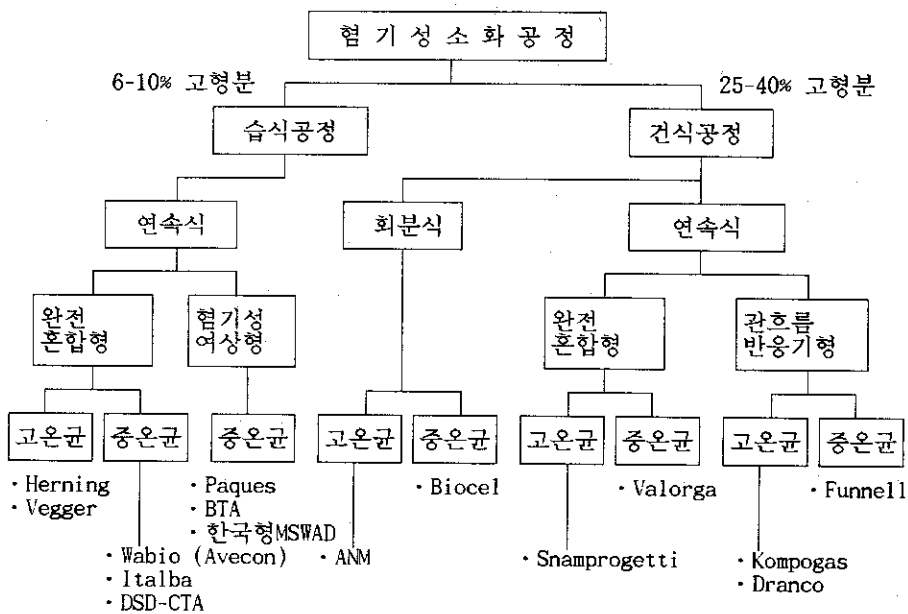 혐 기 성 소 화 공 정
6-10% 고형분
25-40% 고형분
습식공정
건식공정
연속식
회분식
연속식
완전
혼합형
혐기성
여상형
완전
혼합형
관흐름
반응기형
고온균
중온균
중온균
고온균
중온균
고온균
중온균
고온균
중온균
・Herning
・Vegger
・Paques
・BTA
・한국형MSWAD
・Biocel
・Valorga
・Funnell
・Wabio (Avecon)
・Italba
・DSD-CTA
・ANM
・Snamprogetti
・Kompogas
・Dranco